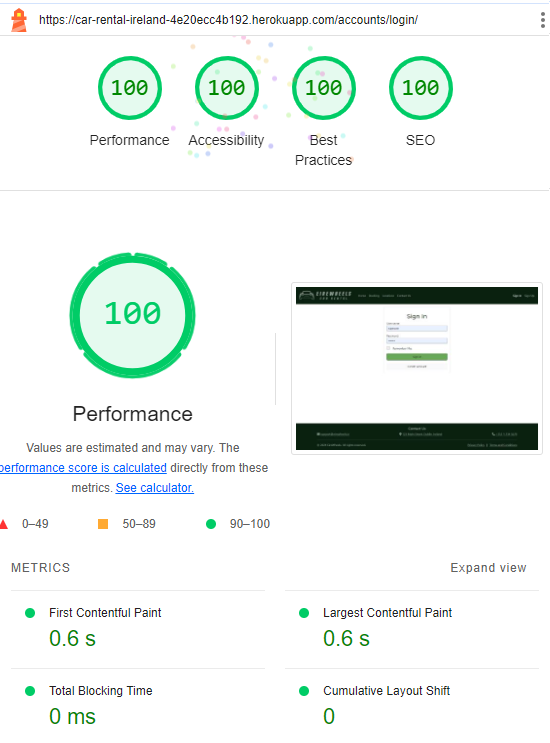 https://car-rental-ireland-4e20ecc4b192.herokuapp.com/accounts/login/
100 100 100 100
Performance Accessibility Best Practices SEO
100
Sign In
Performance
Values are estimated and may vary. The
performance score is calculated directly from these
metrics. See calculator.
0–49 50–89 90–100
METRICS Expand view
First Contentful Paint
0.6 s
Largest Contentful Paint
0.6 s
Total Blocking Time
0 ms
Cumulative Layout Shift
0